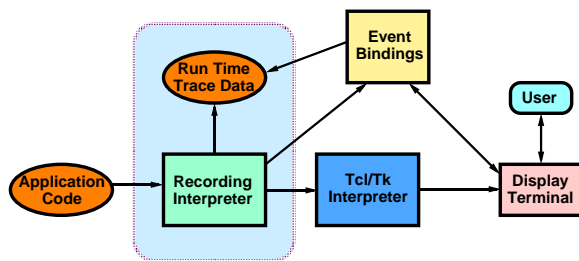 Event
Bindings
Run Time
Trace Data
User
Application
Code
Recording
Interpreter
Tcl/Tk
Interpreter
Display
Terminal